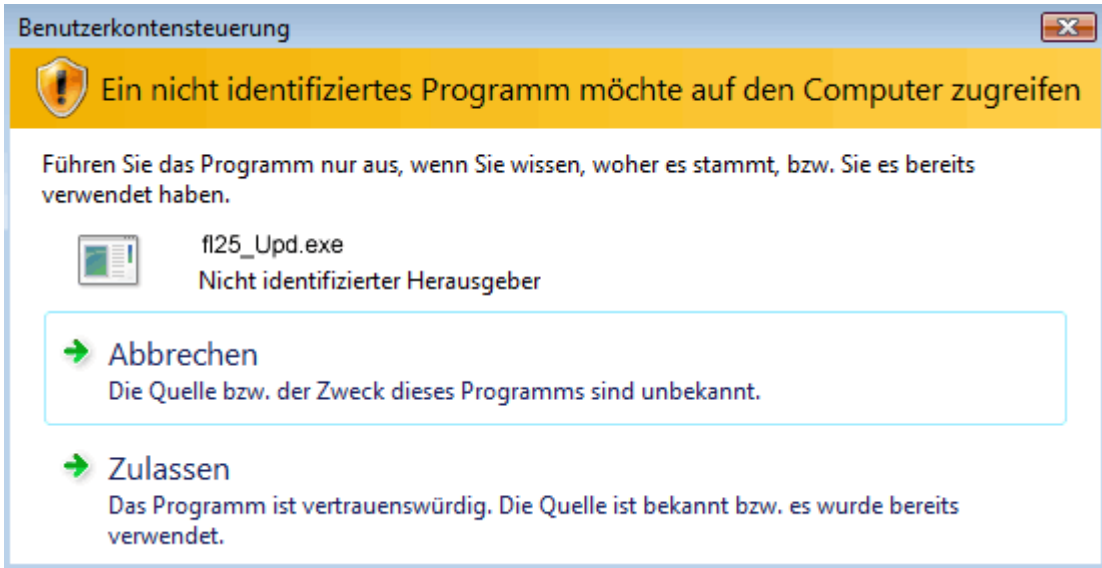 Benutzerkontensteuerung
Ein nicht identifiziertes Programm möchte auf den Computer zugreifen
Führen Sie das Programm nur aus, wenn Sie wissen, woher es stammt, bzw. Sie es bereits
verwendet haben.
fl25_Upd.exe
Nicht identifizierter Herausgeber
Abbrechen
Die Quelle bzw. der Zweck dieses Programms sind unbekannt.
Zulassen
Das Programm ist vertrauenswürdig. Die Quelle ist bekannt bzw. es wurde bereits
verwendet.